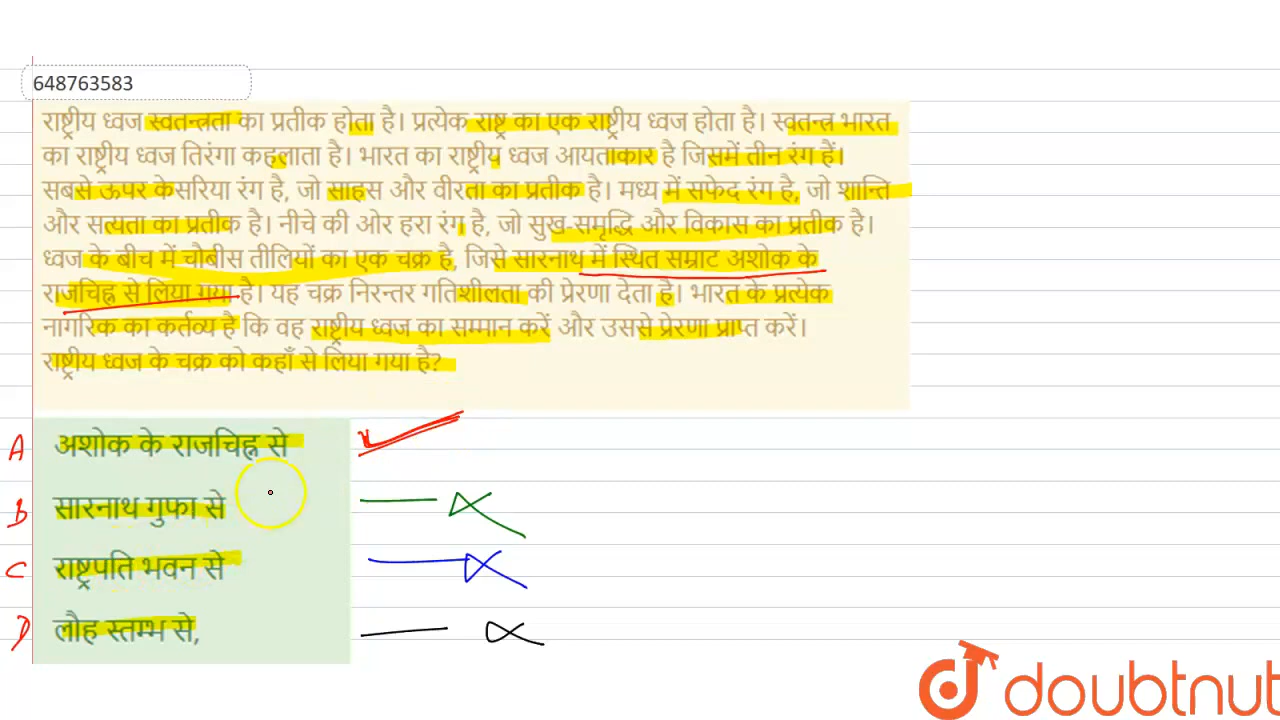 648763583
राष्ट्रीय ध्वज स्वतन्त्रता का प्रतीक होता है। प्रत्येक राष्ट्र का एक राष्ट्रीय ध्वज होता है। स्वतन्त्र भारत
का राष्ट्रीय ध्वज तिरंगा कहलाता है। भारत का राष्ट्रीय ध्वज आयताकार है जिसमें तीन रंग हैं।
सबसे ऊपर केसरिया रंग है, जो साहस और वीरता का प्रतीक है। मध्य में सफेद रंग है, जो शान्ति
और सत्यता का प्रतीक है। नीचे की ओर हरा रंग है, जो सुख-समृद्धि और विकास का प्रतीक है।
ध्वज के बीच में चौबीस तीलियों का एक चक्र है, जिसे सारनाथ में स्थित सम्राट अशोक के
राजचिह्न से लिया गया है। यह चक्र निरन्तर गतिशीलता की प्रेरणा देता है। भारत के प्रत्येक
नागरिक का कर्तव्य है कि वह राष्ट्रीय ध्वज का सम्मान करें और उससे प्रेरणा प्राप्त करें।
राष्ट्रीय ध्वज के चक्र को कहाँ से लिया गया है?
A अशोक के राजचिह्न से
B सारनाथ गुफा से
C राष्ट्रपति भवन से
D लौह स्तम्भ से,
doubtnut